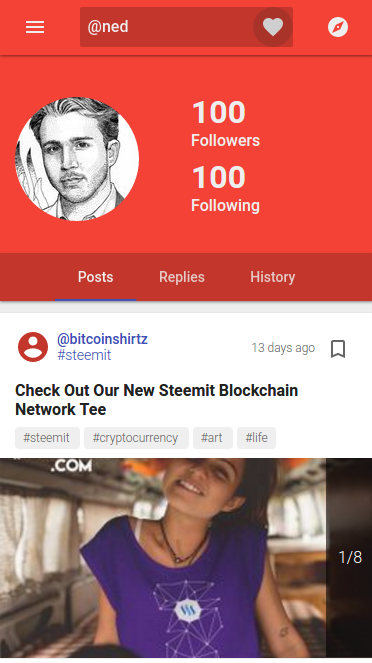 @ned
100
Followers
100
Following
Posts
Replies
History
@bitcoinshirtz
#steemit
13 days ago
Check Out Our New Steemit Blockchain
Network Tee
#steemit
#cryptocurrency
#art
#life
.COM
1/8